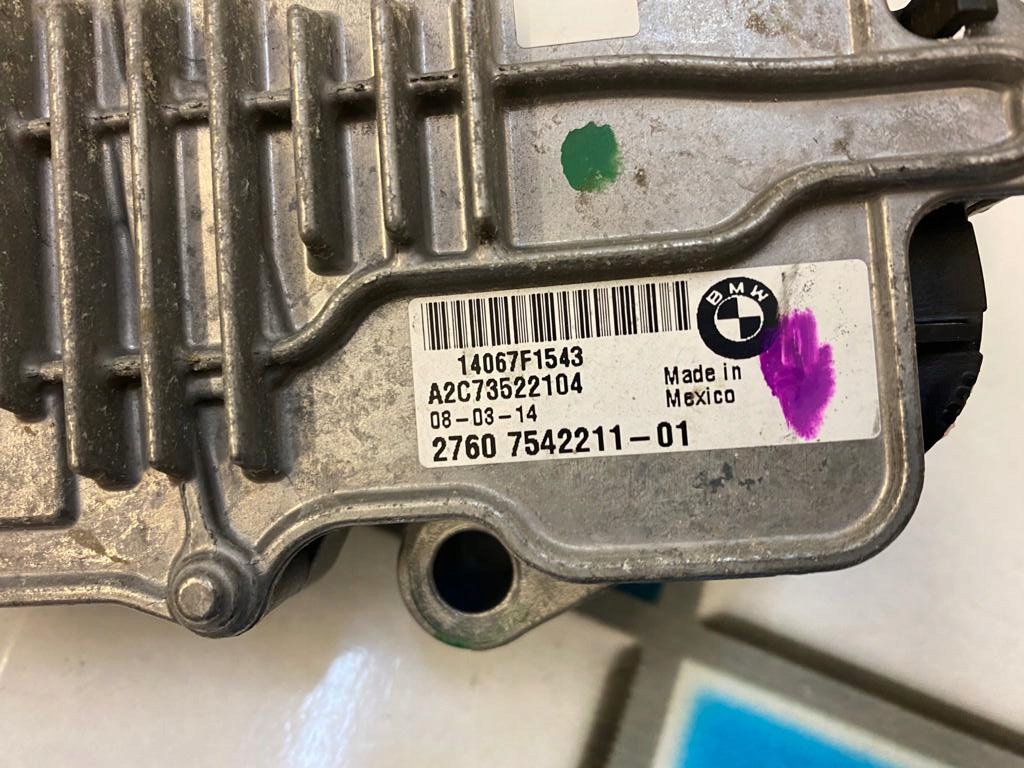 BMW
14067F1543
A2C73522104
Made in
Mexico
08-03-14
2760 7542211-01